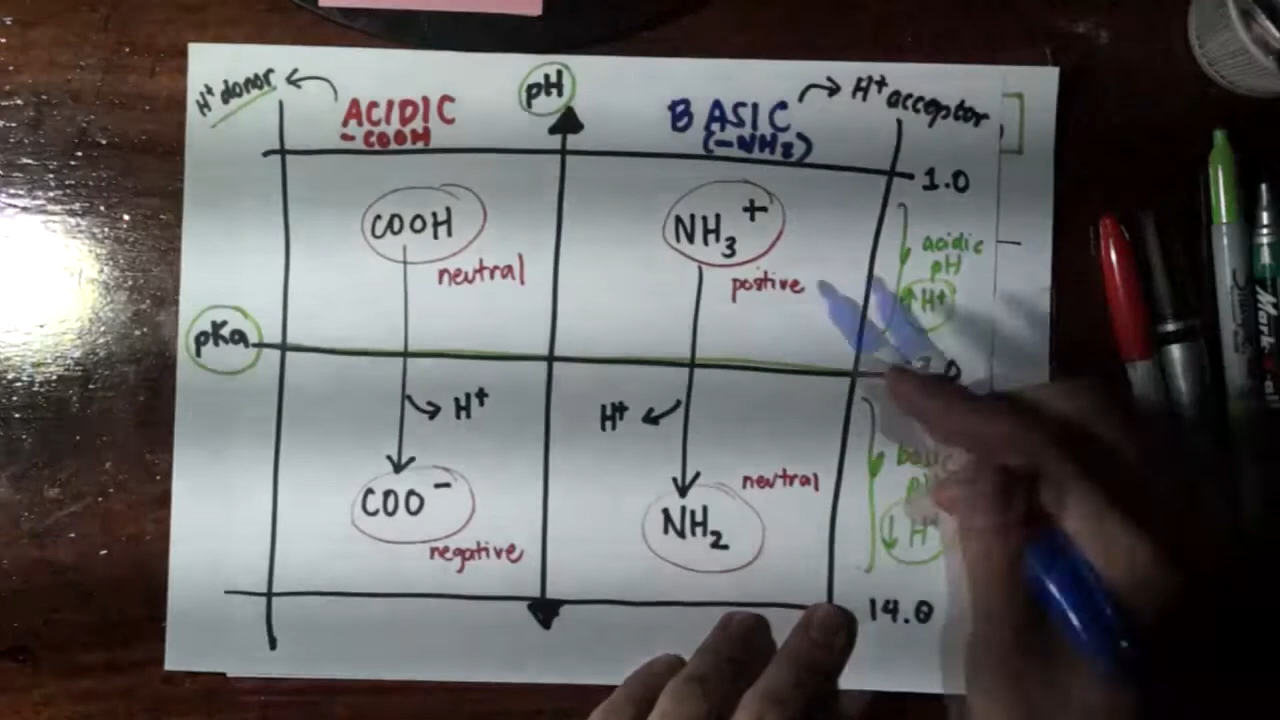 H+ donor
ACIDIC
-COOH
pH
BASIC
(-NH2)
H+ acceptor
1.0
COOH
neutral
NH3+
postive
acidic
pH
↑ H+
pKa
H+
H+
COO-
negative
neutral
NH2
↓ H+
14.0